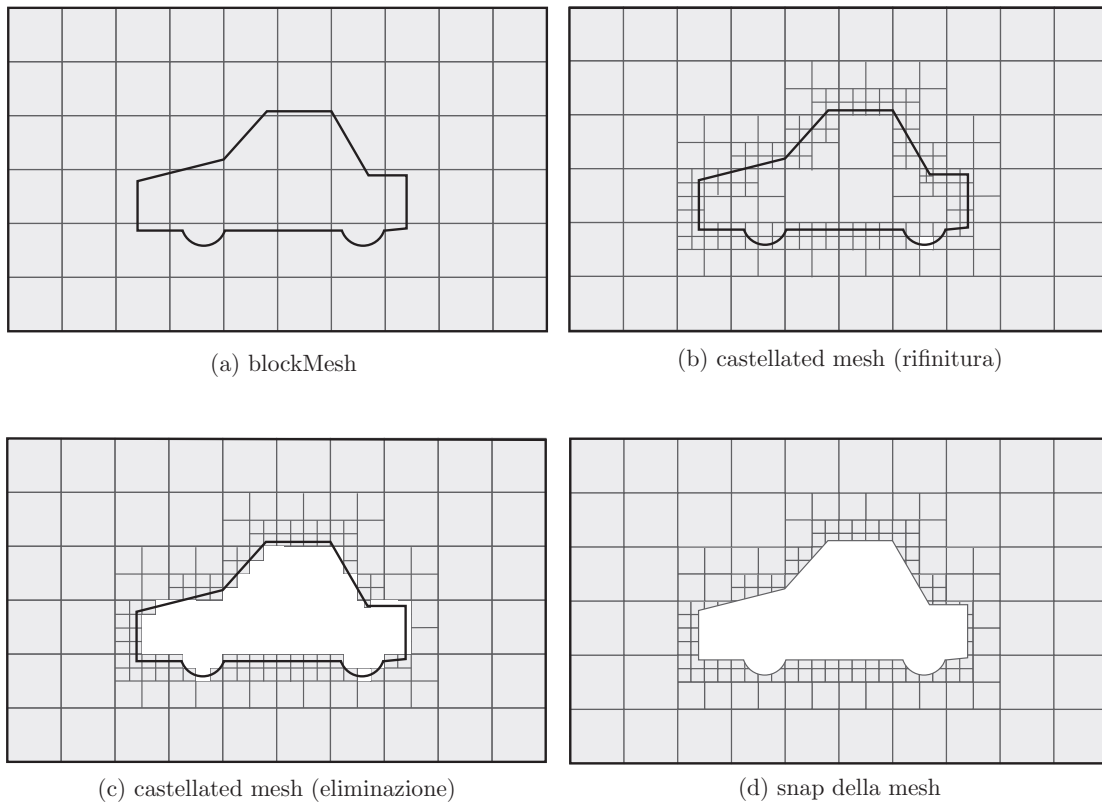 (a) blockMesh
(b) castellated mesh (rifinitura)
(c) castellated mesh (eliminazione)
(d) snap della mesh